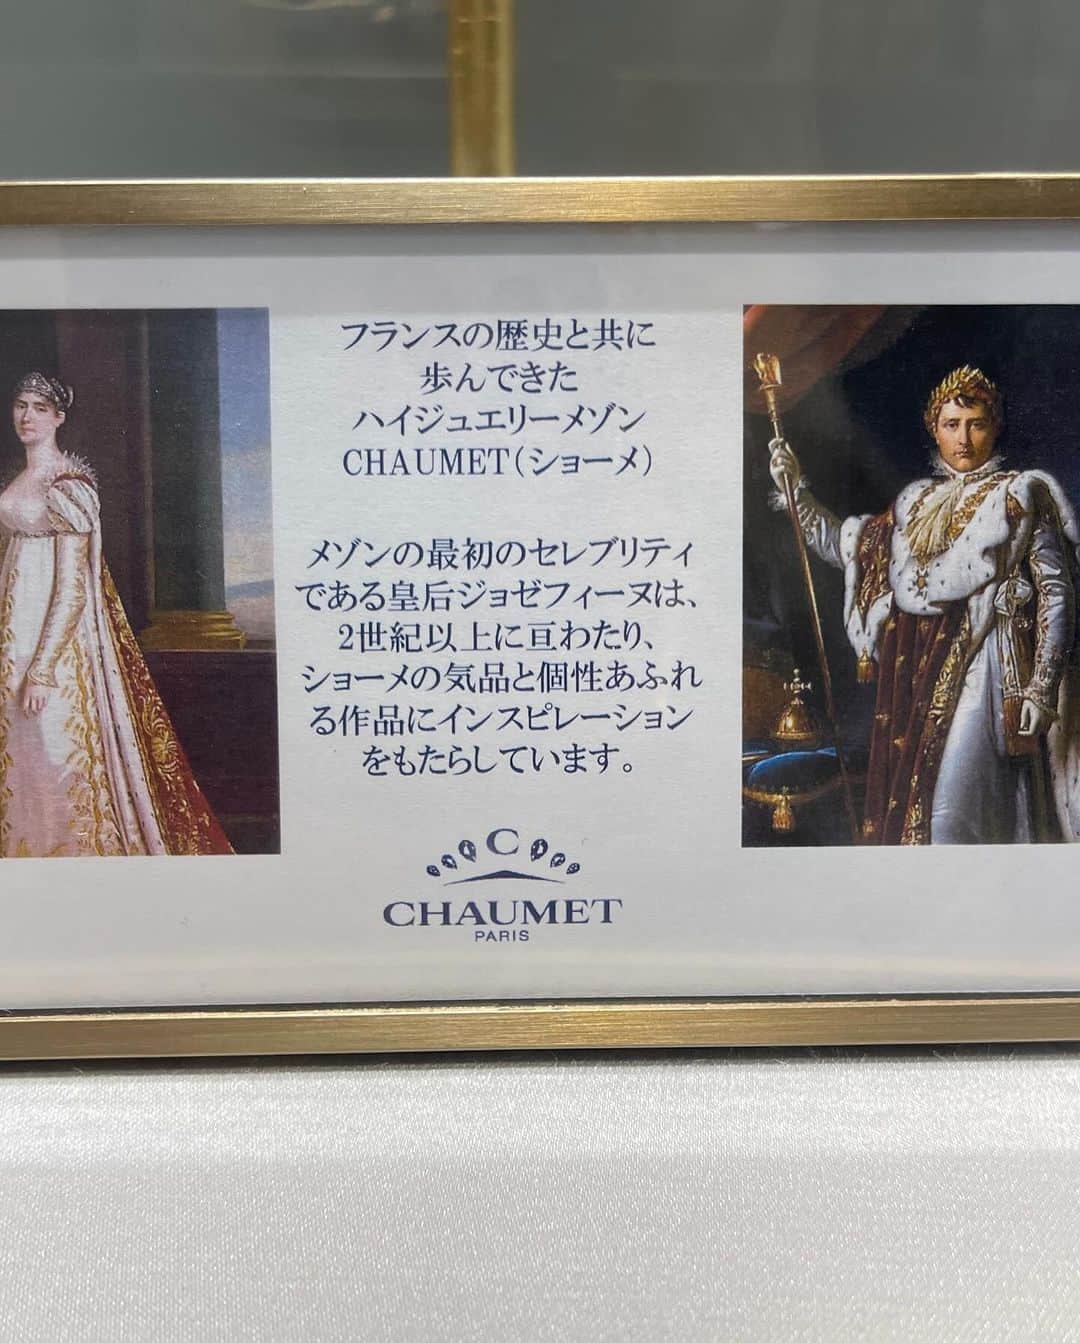 フランスの歴史と共に
歩んできた
ハイジュエリーメゾン
CHAUMET(ショーメ)
メゾンの最初のセレブリティ
である皇后ジョゼフィーヌは、
2世紀以上に亘わたり、
ショーメの気品と個性あふれ
る作品にインスピレーション
をもたらしています。
C
CHAUMET
PARIS